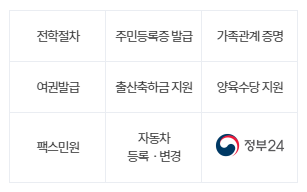 전학절차
주민등록증 발급
가족관계 증명
여권발급
출산축하금 지원
양육수당 지원
팩스민원
자동차
등록 · 변경
정부24